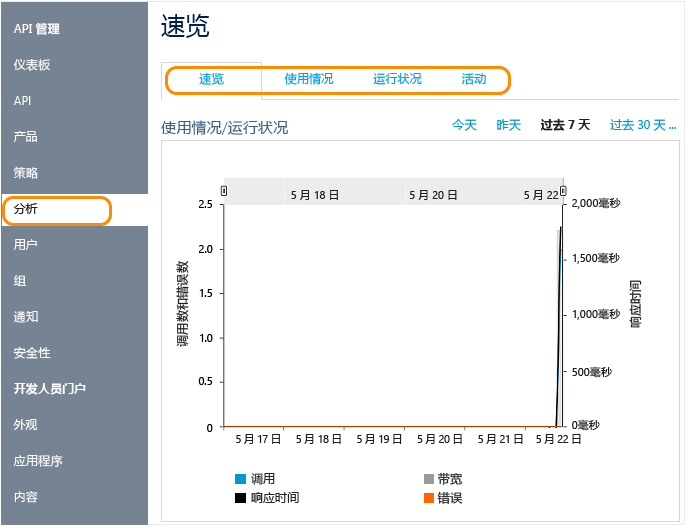 API 管理
仪表板
API
产品
策略
分析
用户
组
通知
安全性
开发人员门户
外观
应用程序
内容
速览
速览 使用情况 运行状况 活动
使用情况/运行状况 今天 昨天 过去 7 天 过去 30 天 ...
5 月 18 日 5 月 20 日 5 月 22
2.5 2,000毫秒
2.0 1,500毫秒
1.5 1,000毫秒
1.0
0.5 500毫秒
0 0毫秒
调用数和错误数
响应时间
5 月 17 日 5 月 18 日 5 月 19 日 5 月 20 日 5 月 21 日 5 月 22 日
调用 带宽
响应时间 错误